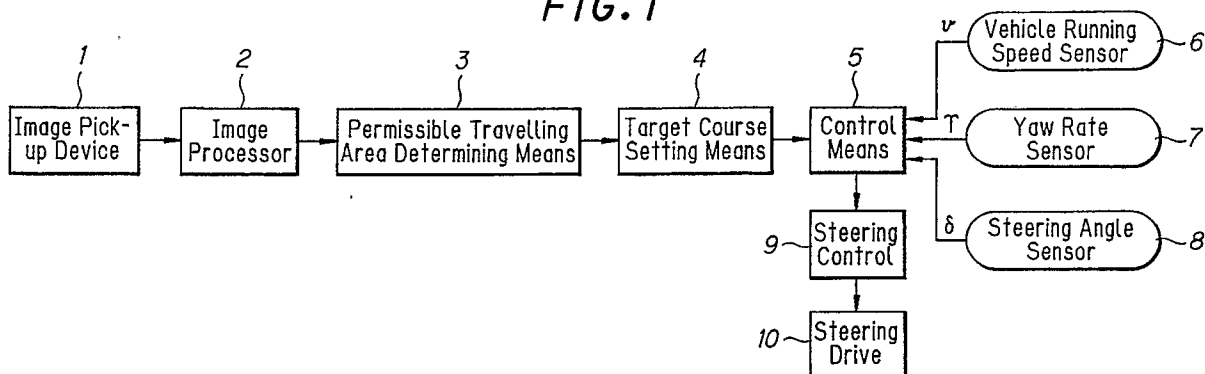 FIG. 1
1
2
3
4
5
Image Pick-
up Device
Image
Processor
Permissible Travelling
Area Determining Means
Target Course
Setting Means
Control
Means
ν
Vehicle Running
Speed Sensor
6
Υ
Yaw Rate
Sensor
7
δ
Steering Angle
Sensor
8
9
Steering
Control
10
Steering
Drive